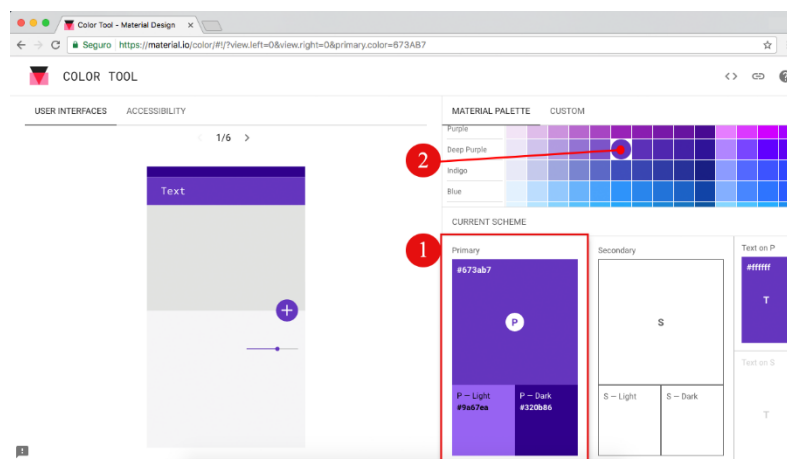 Color Tool - Material Design
Seguro https://material.io/color/#!/?view.left=0&view.right=0&primary.color=673AB7
COLOR TOOL
USER INTERFACES ACCESSIBILITY
1/6
Text
MATERIAL PALETTE CUSTOM
Purple
Deep Purple
Indigo
Blue
2
CURRENT SCHEME
1
Primary
#673ab7
P
P – Light
#9a67ea
P – Dark
#320b86
Secondary
S
S – Light
S – Dark
Text on P
#ffffff
T
Text on S
T